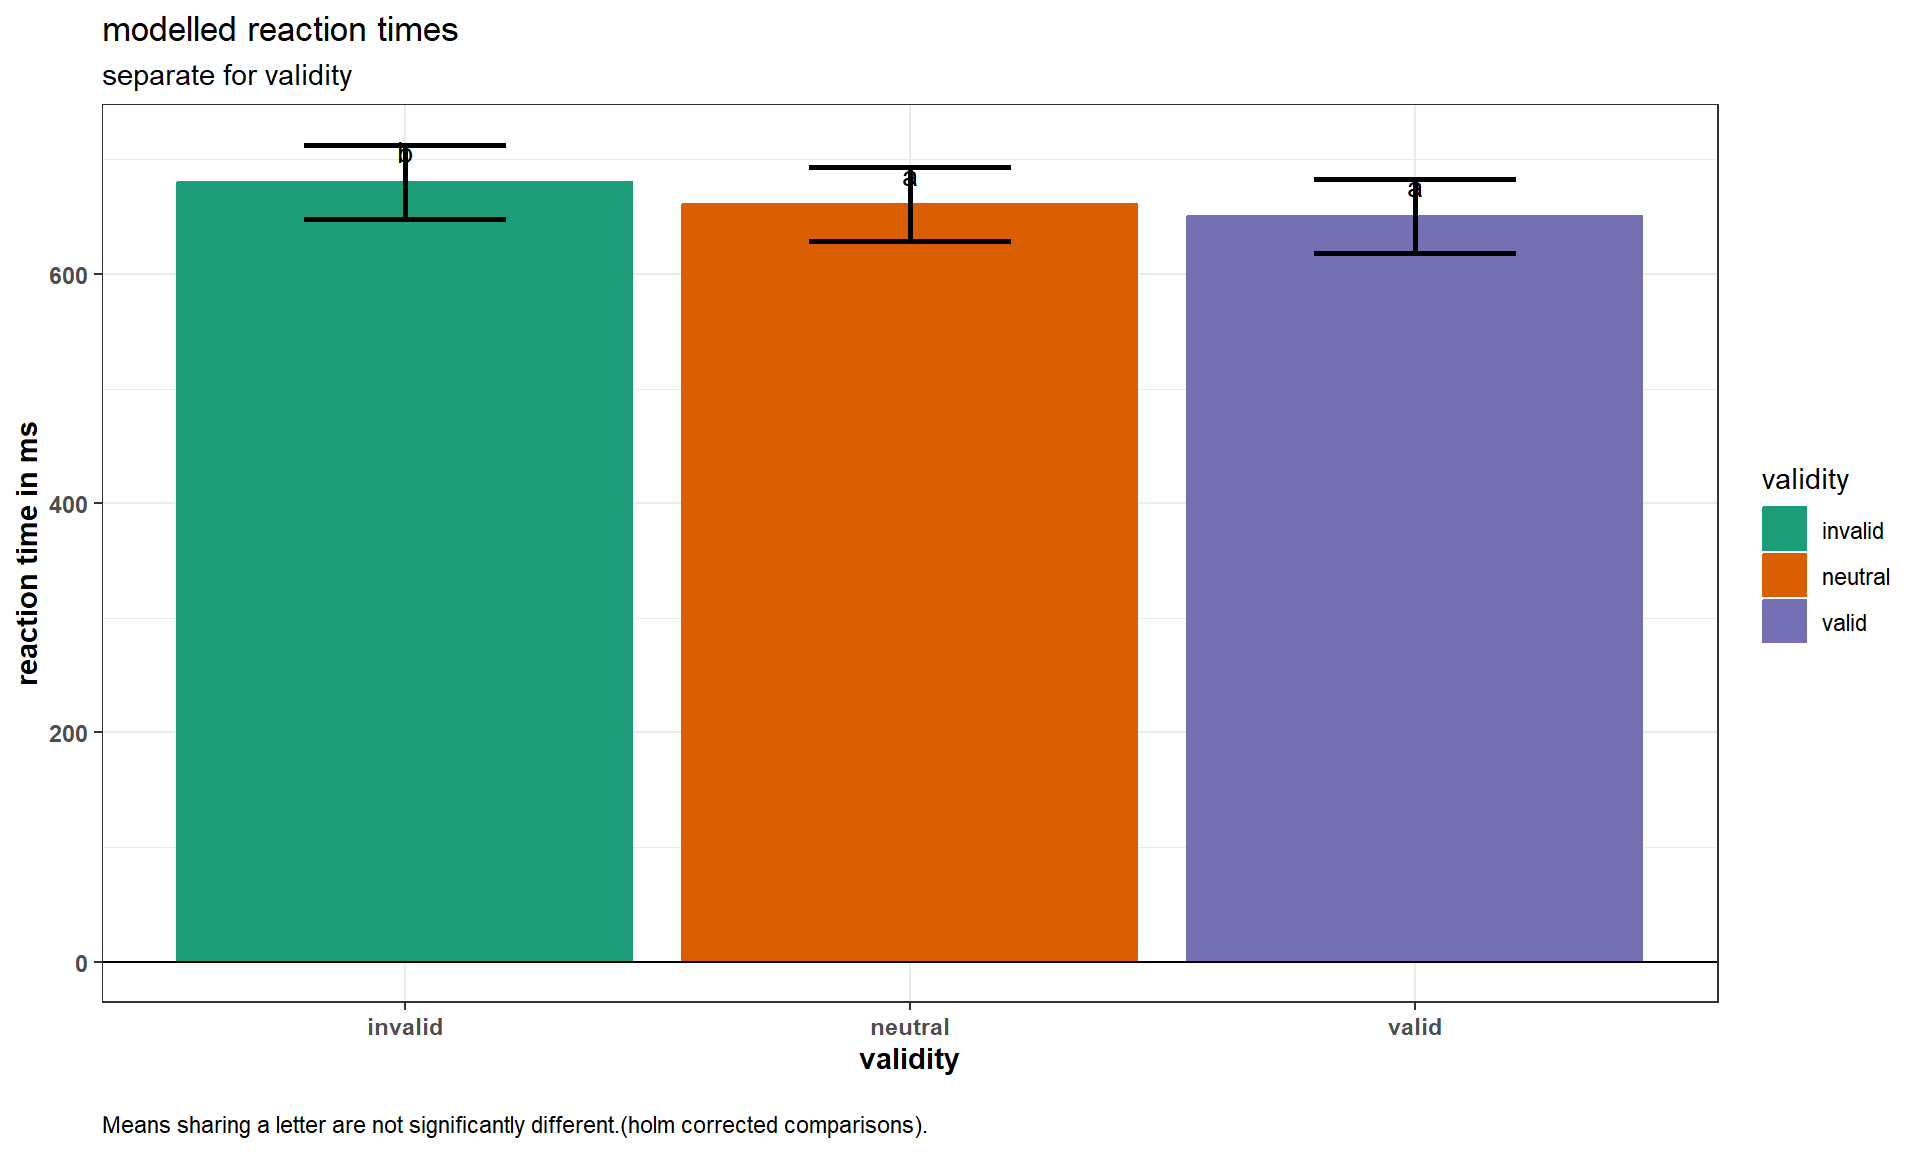 modelled reaction times
separate for validity
b
a
a
600
400
200
0
reaction time in ms
invalid
neutral
valid
validity
validity
invalid
neutral
valid
Means sharing a letter are not significantly different.(holm corrected comparisons).